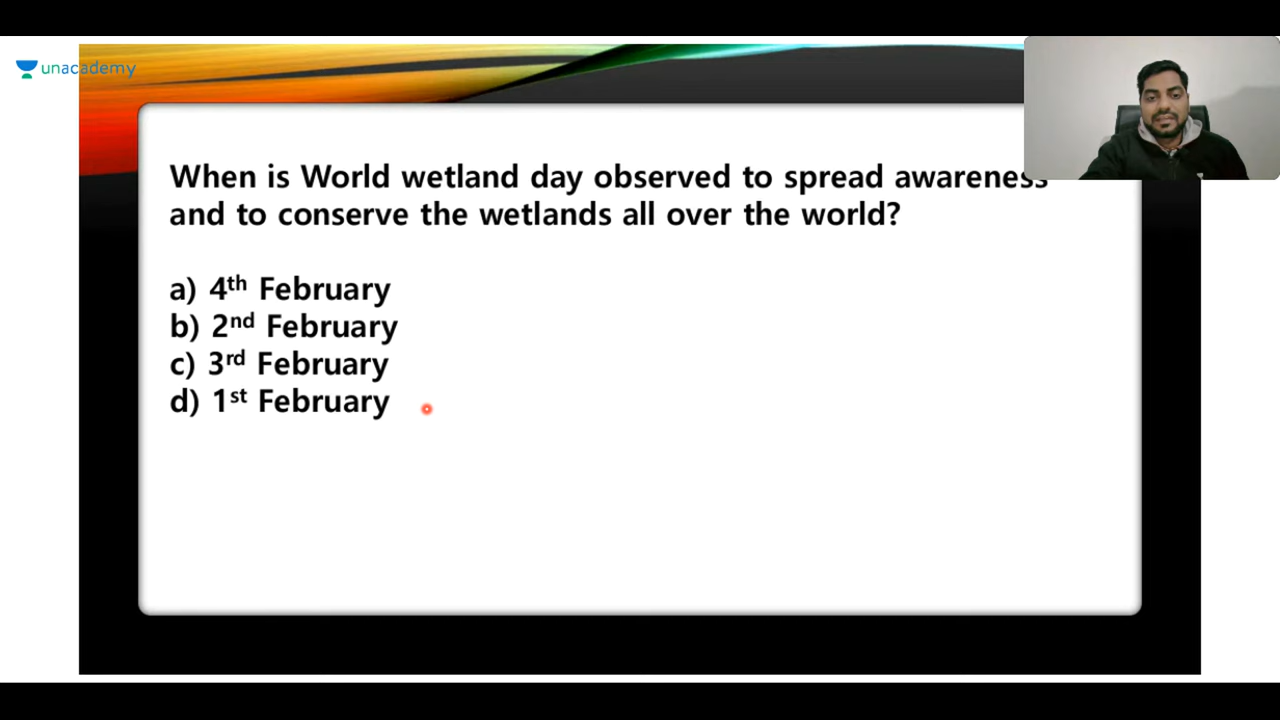 unacademy
When is World wetland day observed to spread awareness
and to conserve the wetlands all over the world?
a) 4th February
b) 2nd February
c) 3rd February
d) 1st February